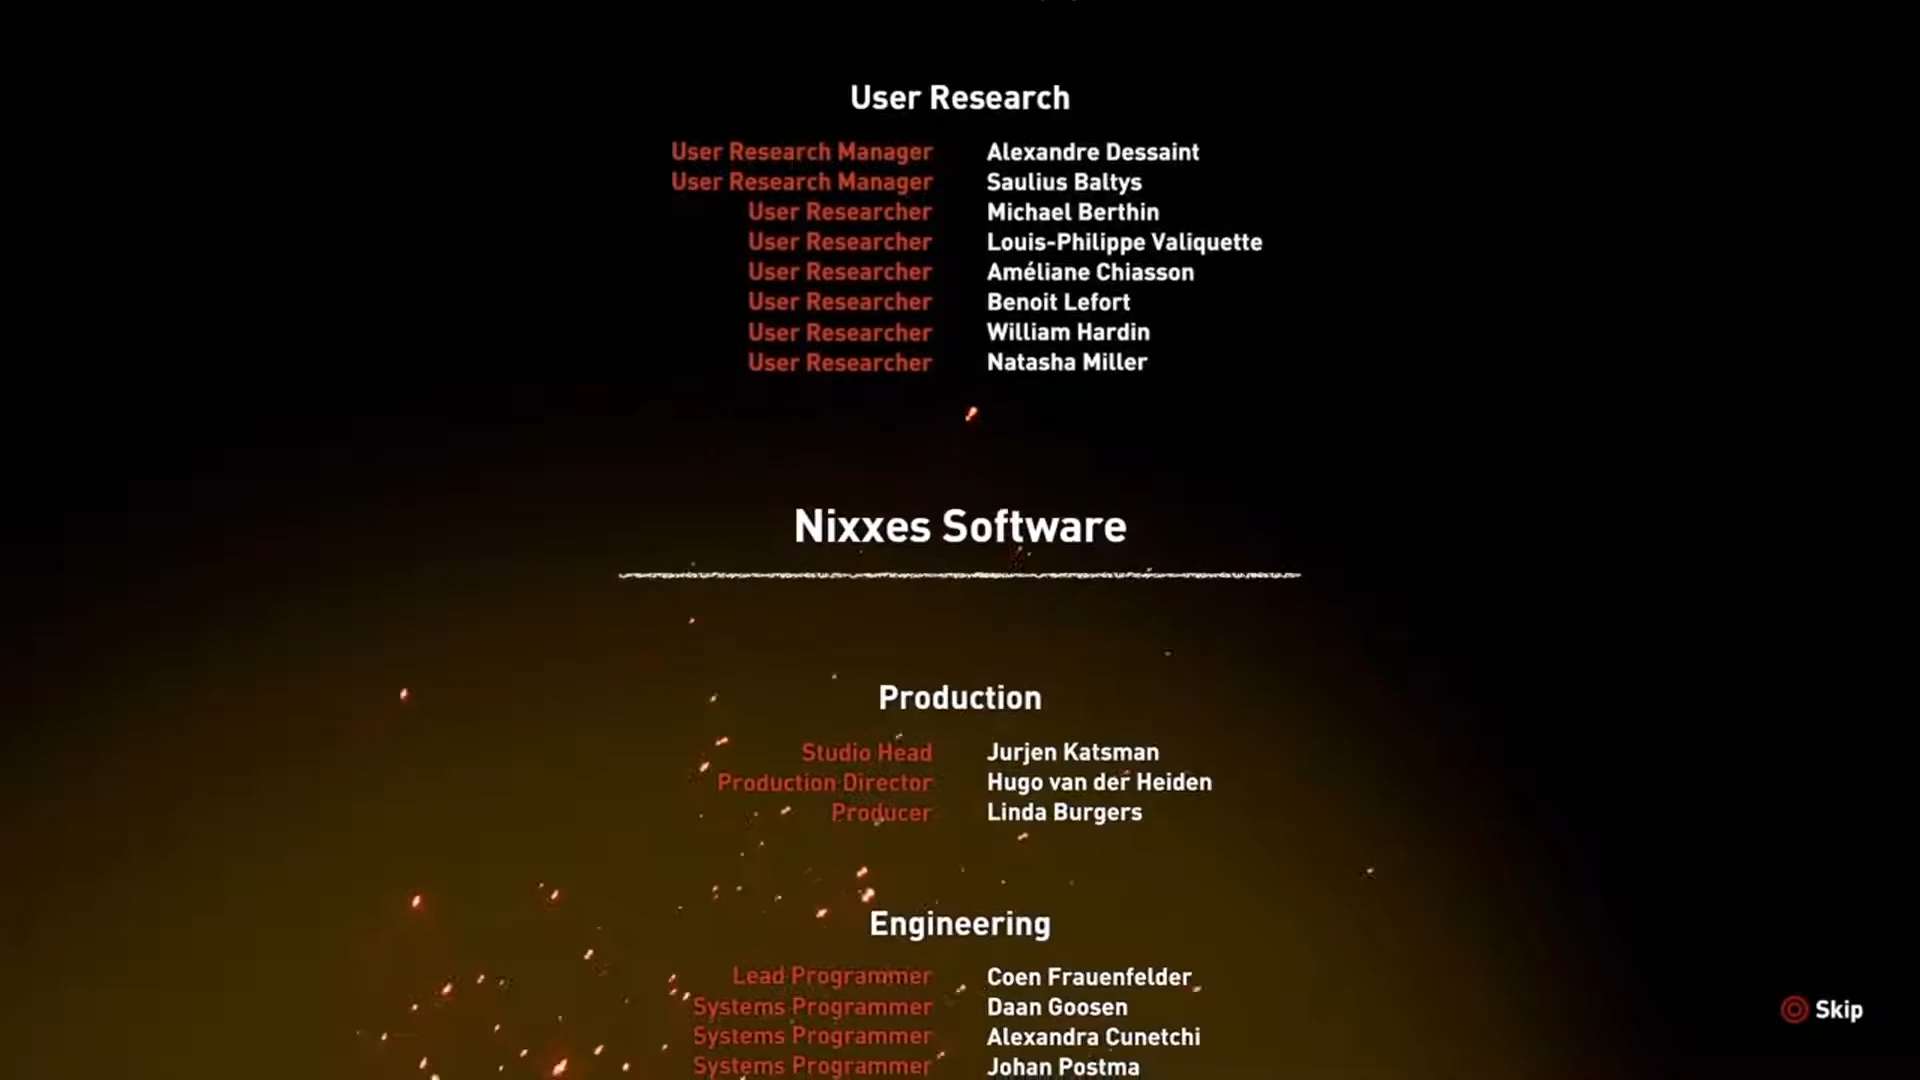 User Research
User Research Manager Alexandre Dessaint
User Research Manager Saulius Baltys
User Researcher Michael Berthin
User Researcher Louis-Philippe Valiquette
User Researcher Améliane Chiasson
User Researcher Benoit Lefort
User Researcher William Hardin
User Researcher Natasha Miller
Nixxes Software
Production
Studio Head Jurjen Katsman
Production Director Hugo van der Heiden
Producer Linda Burgers
Engineering
Lead Programmer Coen Frauenfelder
Systems Programmer Daan Goosen
Systems Programmer Alexandra Cunetchi
Systems Programmer Johan Postma
Skip